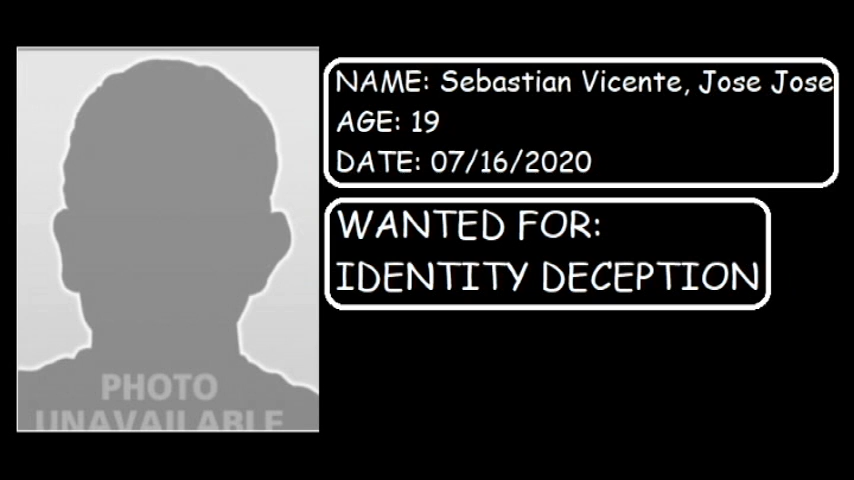 NAME: Sebastian Vicente, Jose Jose
AGE: 19
DATE: 07/16/2020
WANTED FOR:
IDENTITY DECEPTION
PHOTO
UNAVAILABLE